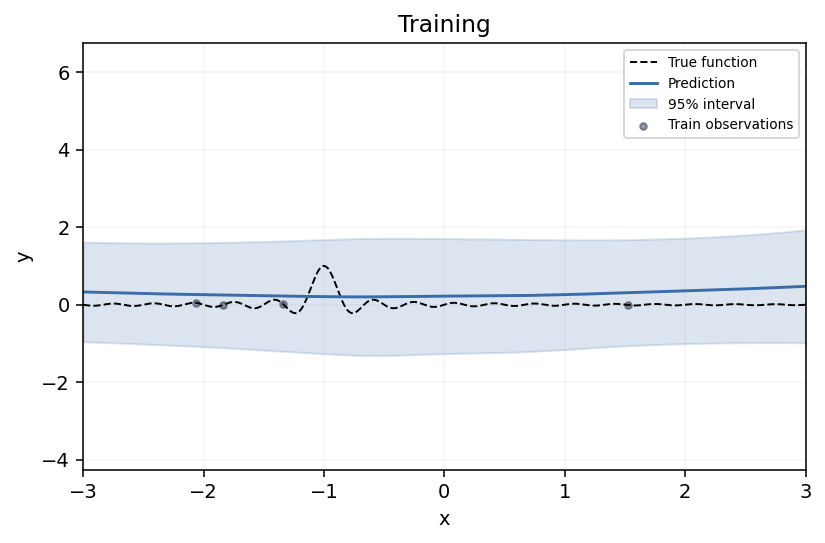 Training
True function
Prediction
95% interval
Train observations
6
4
2
0
−2
−4
y
−3
−2
−1
0
1
2
3
x